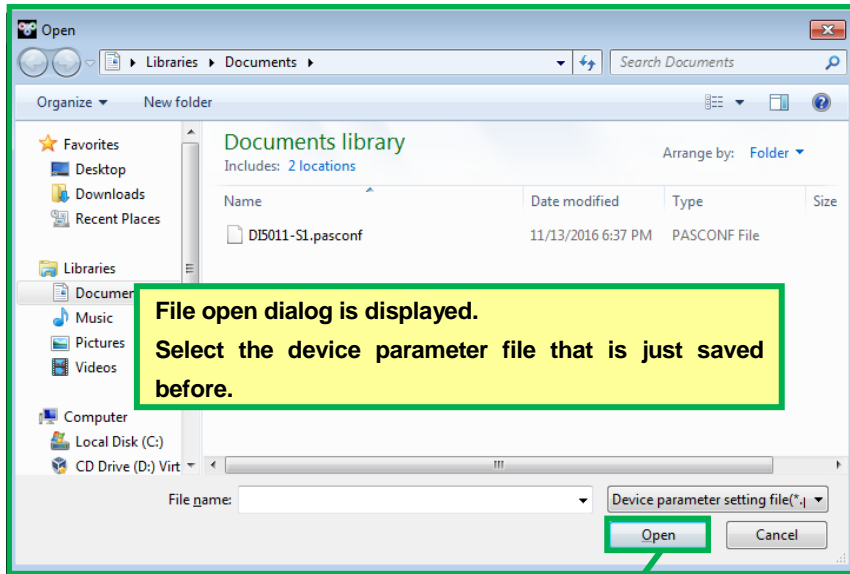 Open
Libraries Documents Search Documents
Organize New folder
Favorites
Desktop
Downloads
Recent Places
Libraries
Documen
Music
Pictures
Videos
Computer
Local Disk (C:)
CD Drive (D:) Virt
Documents library
Includes: 2 locations
Arrange by: Folder
Name Date modified Type Size
DI5011-S1.pasconf 11/13/2016 6:37 PM PASCONF File
File open dialog is displayed.
Select the device parameter file that is just saved
before.
File name: Device parameter setting file(*.p
Open Cancel